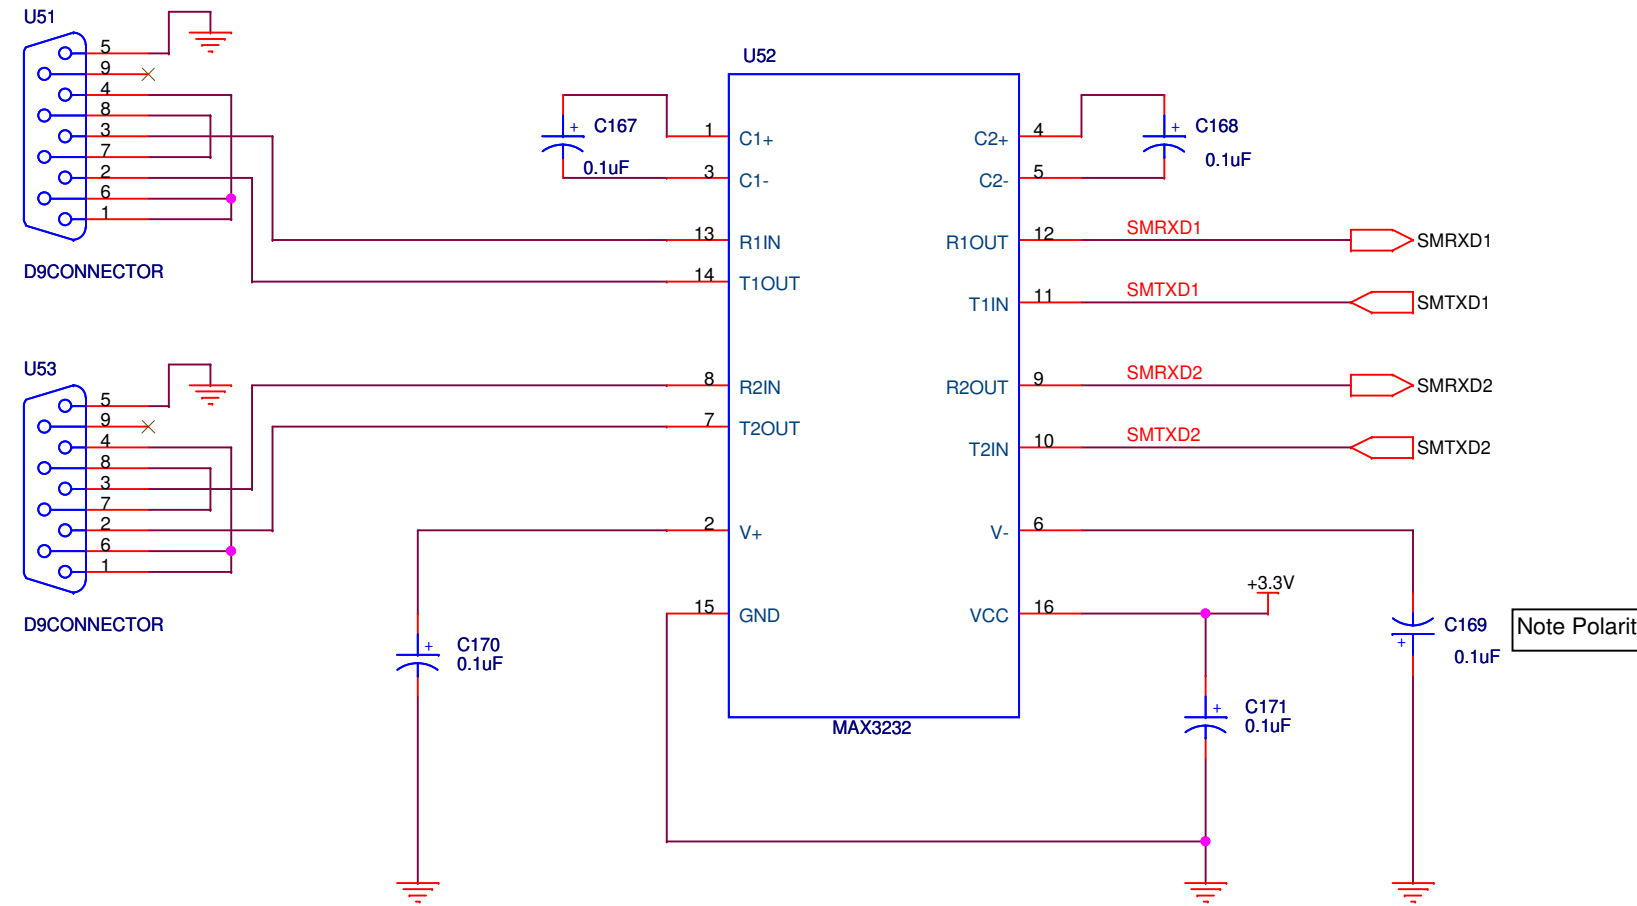 U51
5
9
4
8
3
7
2
6
1
D9CONNECTOR
U53
5
9
4
8
3
7
2
6
1
D9CONNECTOR
+ C167
0.1uF
+ C170
0.1uF
U52
1 C1+
3 C1-
13 R1IN
14 T1OUT
8 R2IN
7 T2OUT
2 V+
15 GND
C2+ 4
C2- 5
R1OUT 12
T1IN 11
R2OUT 9
T2IN 10
V- 6
VCC 16
MAX3232
+ C168
0.1uF
SMRXD1 SMRXD1
SMTXD1 SMTXD1
SMRXD2 SMRXD2
SMTXD2 SMTXD2
+3.3V
+ C171
0.1uF
C169
+ 0.1uF
Note Polarit